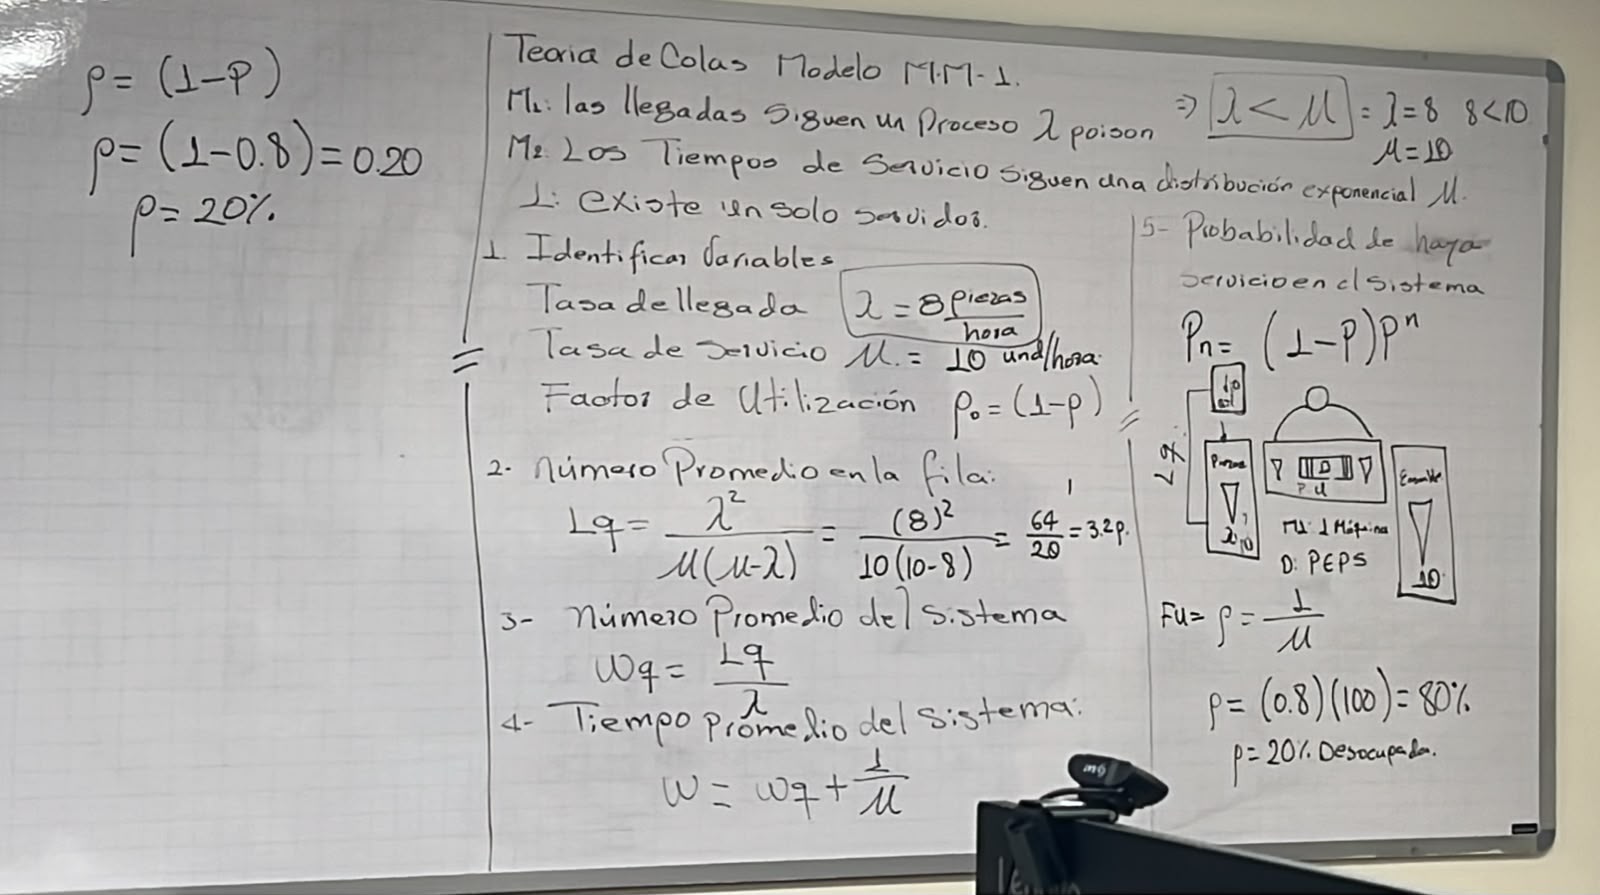 ρ = (1-P)
ρ = (1-0.8) = 0.20
ρ = 20%.
Teoria de Colas Modelo M.M-1.
M1: las llegadas siguen un Proceso λ poison
M2. Los Tiempos de Servicio siguen una distribución exponencial M.
1: existe un solo servidor.
=> λ < M = λ=8 8<10
M=10
1. Identificar Variables
Tasa de llegada λ = 8 piezas/hora
Tasa de servicio M. = 10 und/hora.
Factor de Utilización ρ₀ = (1-P)
2- Número Promedio en la fila:
Lq = λ²/M(M-λ) = (8)²/10(10-8) = 64/20 = 3.2p.
3- Número Promedio del sistema
Wq = Lq/λ
4- Tiempo promedio del sistema:
W = Wq + 1/M
5- Probabilidad de haya
servicio en el sistema
Pn = (1-P)Pⁿ
M1: 1 Máquina
D: PEPS
10
FU = ρ = 1/M
ρ = (0.8)(100) = 80%
ρ = 20% Desocupada.